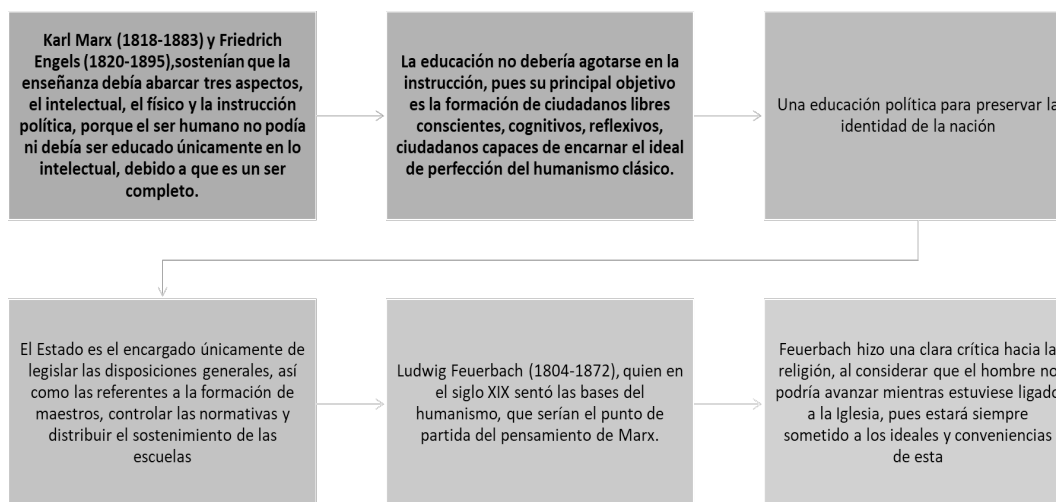 Karl Marx (1818-1883) y Friedrich
Engels (1820-1895),sostenían que la
enseñanza debía abarcar tres aspectos,
el intelectual, el físico y la instrucción
política, porque el ser humano no podía
ni debía ser educado únicamente en lo
intelectual, debido a que es un ser
completo.
La educación no debería agotarse en la
instrucción, pues su principal objetivo
es la formación de ciudadanos libres
conscientes, cognitivos, reflexivos,
ciudadanos capaces de encarnar el ideal
de perfección del humanismo clásico.
Una educación política para preservar la
identidad de la nación
El Estado es el encargado únicamente de
legislar las disposiciones generales, así
como las referentes a la formación de
maestros, controlar las normativas y
distribuir el sostenimiento de las
escuelas
Ludwig Feuerbach (1804-1872), quien en
el siglo XIX sentó las bases del
humanismo, que serían el punto de
partida del pensamiento de Marx.
Feuerbach hizo una clara crítica hacia la
religión, al considerar que el hombre no
podría avanzar mientras estuviese ligado
a la Iglesia, pues estará siempre
sometido a los ideales y conveniencias
de esta